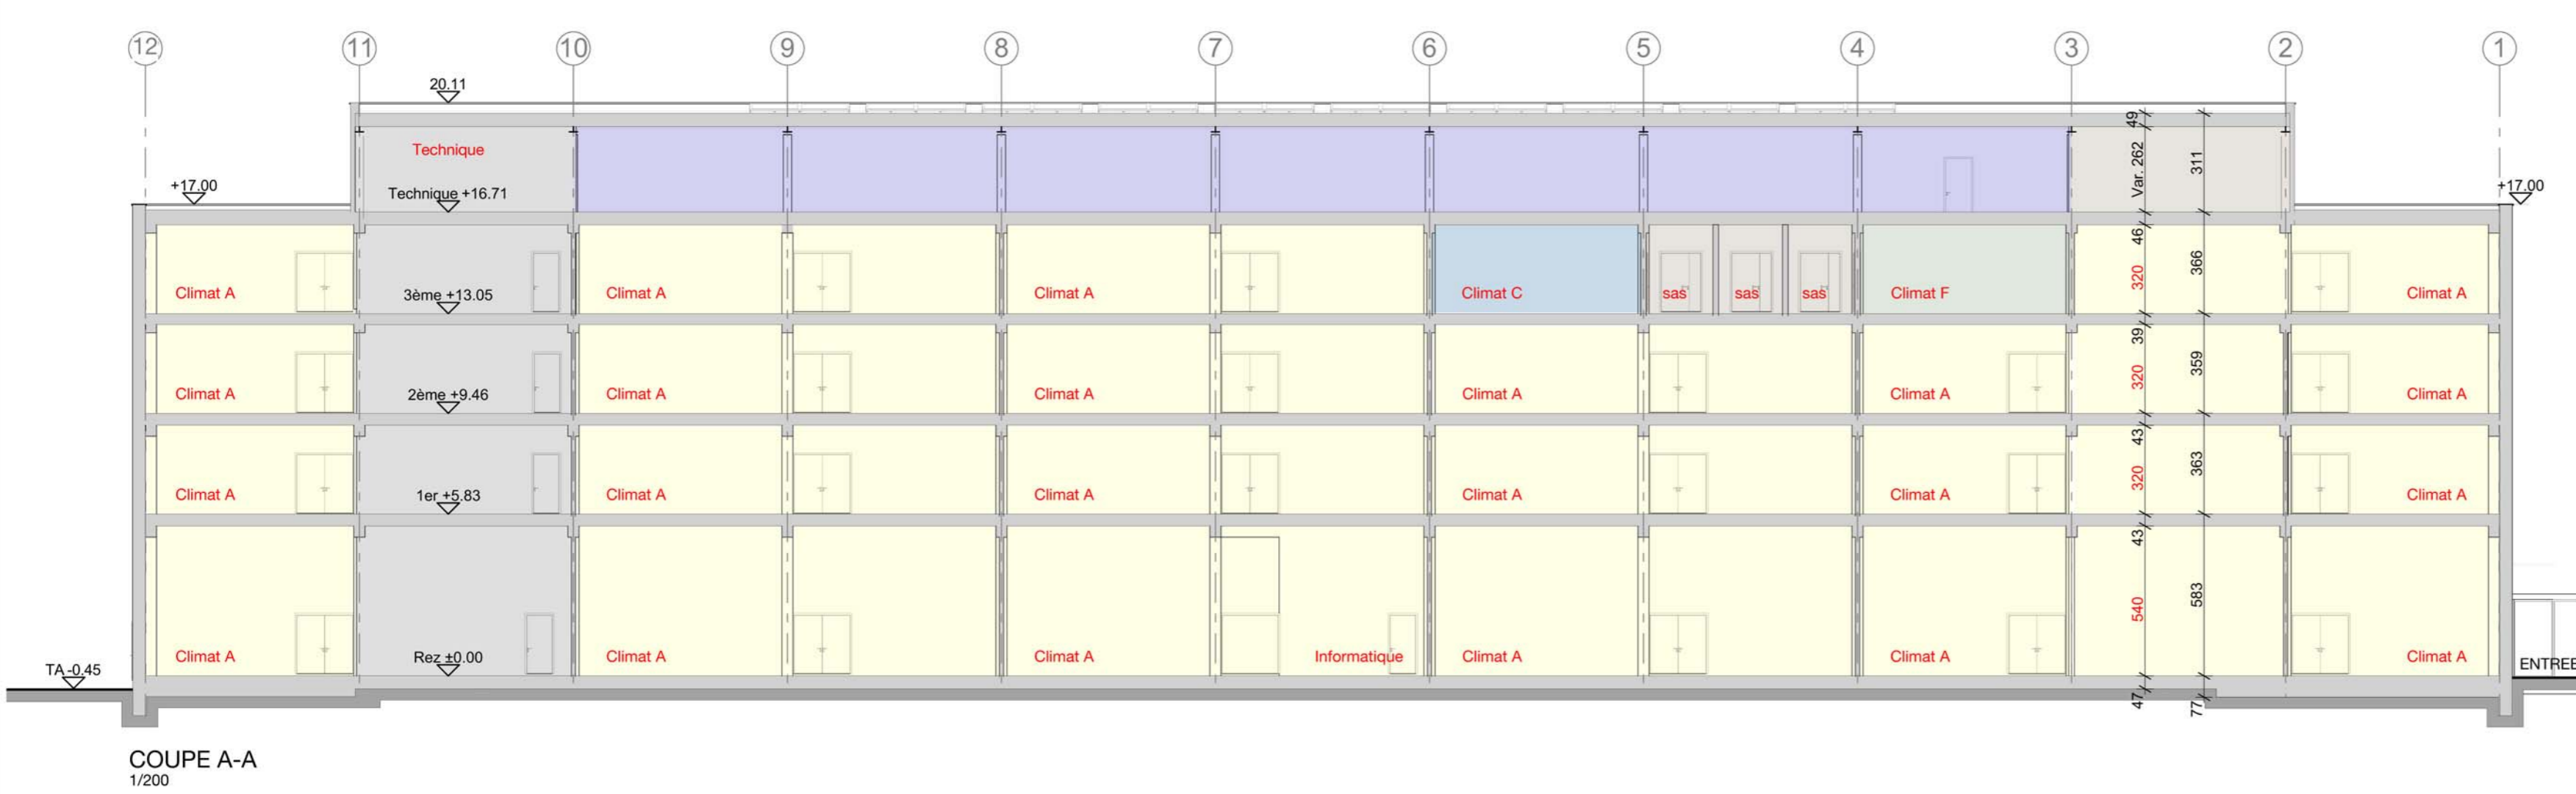 12 11 10 9 8 7 6 5 4 3 2 1
20.11
49
Technique
Var. 262
311
+17.00
Technique +16.71
+17.00
46
320
366
Climat A
3ème +13.05
Climat A
Climat A
Climat C
sas
sas
sas
Climat F
Climat A
39
320
359
Climat A
2ème +9.46
Climat A
Climat A
Climat A
Climat A
Climat A
43
320
363
Climat A
1er +5.83
Climat A
Climat A
Climat A
Climat A
Climat A
43
540
583
Climat A
Rez ±0.00
Climat A
Climat A
Informatique
Climat A
Climat A
Climat A
TA -0.45
ENTREE
47
77
COUPE A-A
1/200